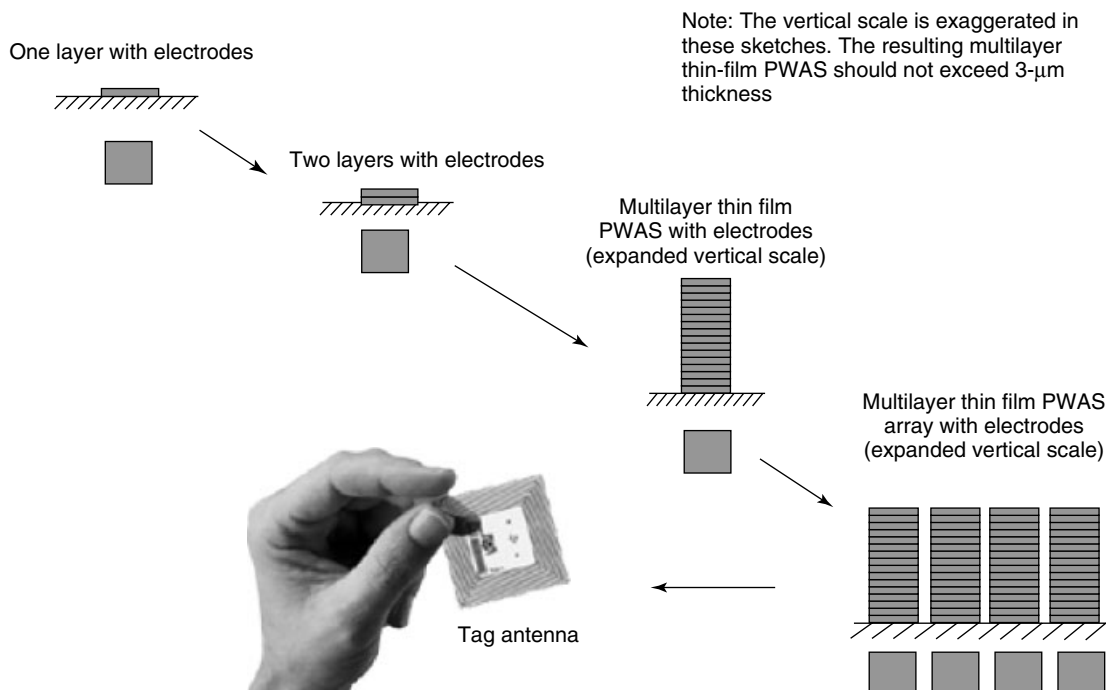 Note: The vertical scale is exaggerated in
these sketches. The resulting multilayer
thin-film PWAS should not exceed 3-μm
thickness
One layer with electrodes
Two layers with electrodes
Multilayer thin film
PWAS with electrodes
(expanded vertical scale)
Multilayer thin film PWAS
array with electrodes
(expanded vertical scale)
Tag antenna